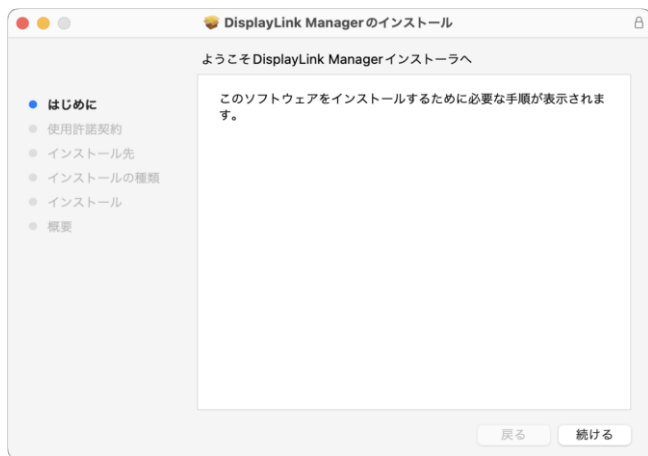 DisplayLink Managerのインストール
ようこそDisplayLink Managerインストーラへ
はじめに
使用許諾契約
インストール先
インストールの種類
インストール
概要
このソフトウェアをインストールするために必要な手順が表示されま
す。
戻る
続ける